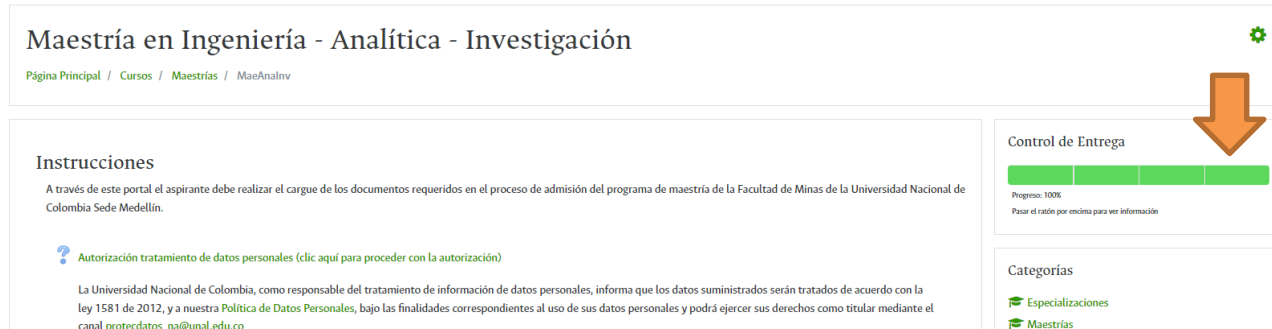 Maestría en Ingeniería - Analítica - Investigación
Página Principal / Cursos / Maestrías / MaeAnaInv
Instrucciones
A través de este portal el aspirante debe realizar el cargue de los documentos requeridos en el proceso de admisión del programa de maestría de la Facultad de Minas de la Universidad Nacional de
Colombia Sede Medellín.
Autorización tratamiento de datos personales (clic aquí para proceder con la autorización)
La Universidad Nacional de Colombia, como responsable del tratamiento de información de datos personales, informa que los datos suministrados serán tratados de acuerdo con la
ley 1581 de 2012, y a nuestra Política de Datos Personales, bajo las finalidades correspondientes al uso de sus datos personales y podrá ejercer sus derechos como titular mediante el
canal protecdatos_na@unal.edu.co
Control de Entrega
Progreso: 100%
Pasar el ratón por encima para ver información
Categorías
Especializaciones
Maestrías